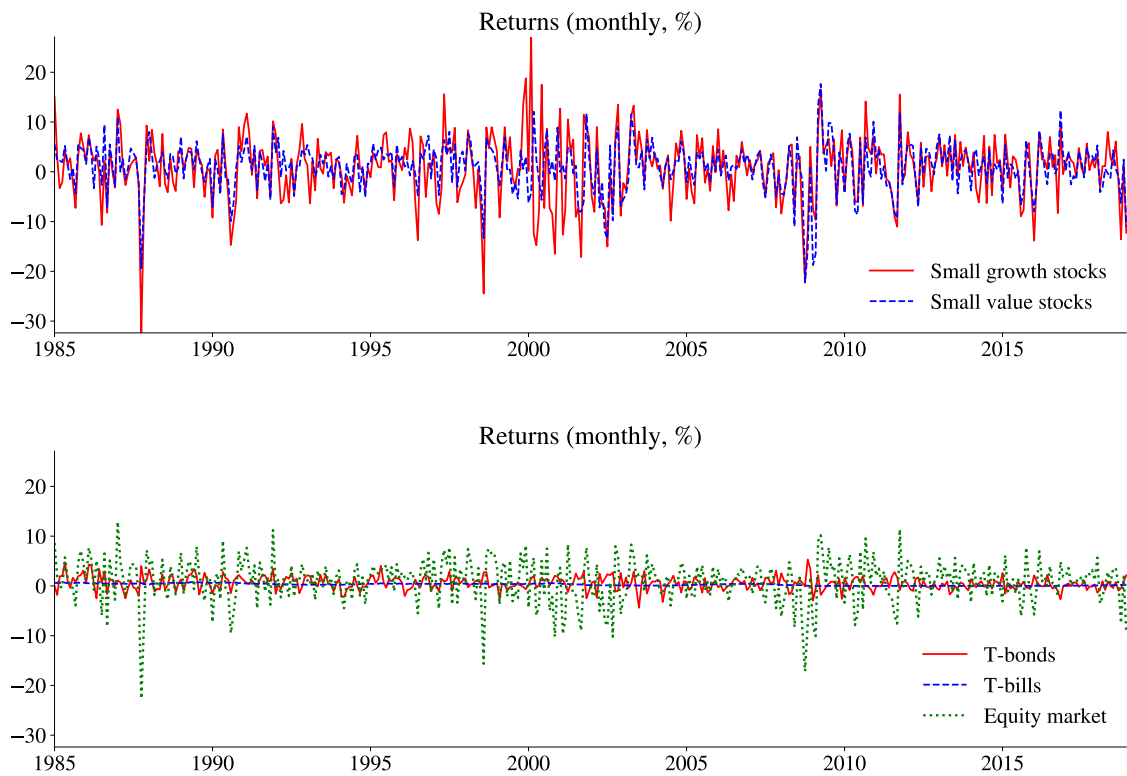 Returns (monthly, %)
20
10
0
−10
−20
−30
Small growth stocks
Small value stocks
1985 1990 1995 2000 2005 2010 2015
Returns (monthly, %)
20
10
0
−10
−20
−30
T-bonds
T-bills
Equity market
1985 1990 1995 2000 2005 2010 2015